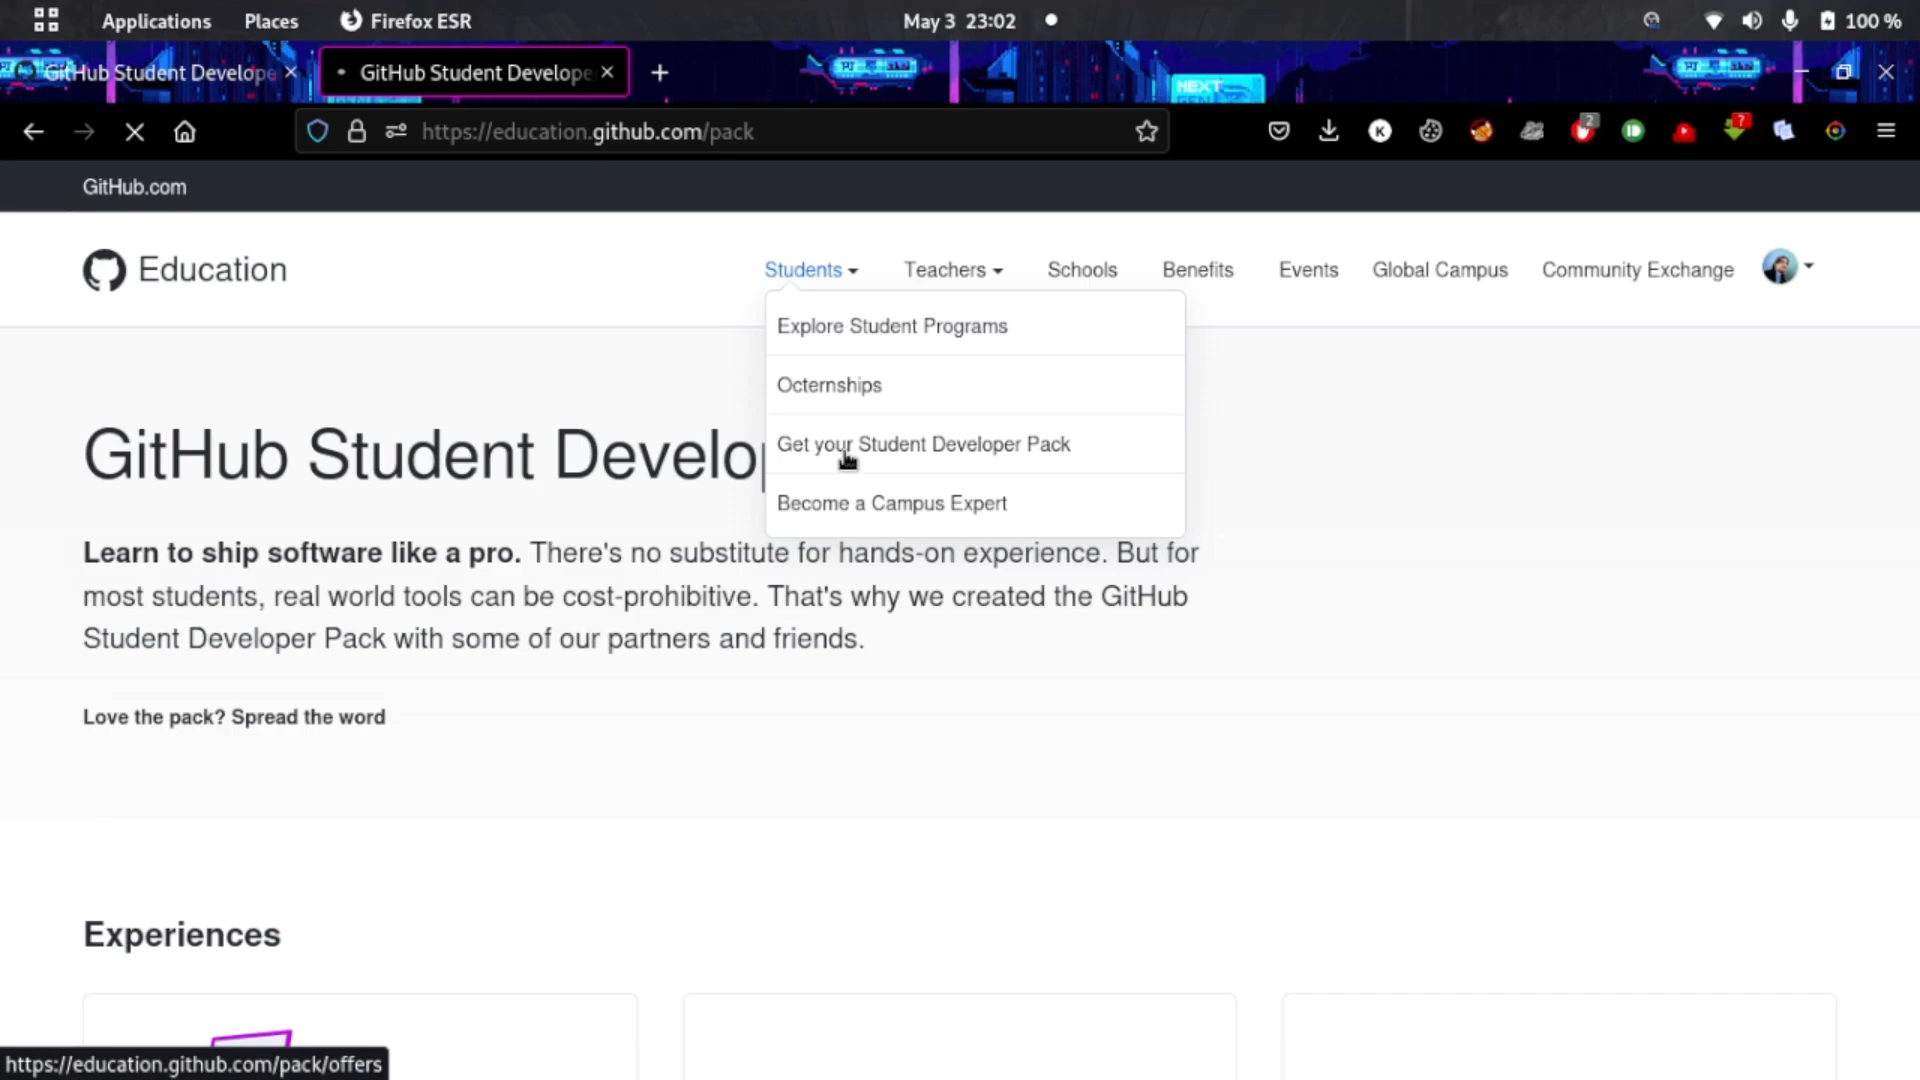 Applications Places Firefox ESR May 3 23:02 100 %
GitHub Student Develope GitHub Student Develope
NEXT
https://education.github.com/pack K 2 ?
GitHub.com
Education Students Teachers Schools Benefits Events Global Campus Community Exchange
Explore Student Programs
Octernships
GitHub Student Develop
Get your Student Developer Pack
Become a Campus Expert
Learn to ship software like a pro. There's no substitute for hands-on experience. But for
most students, real world tools can be cost-prohibitive. That's why we created the GitHub
Student Developer Pack with some of our partners and friends.
Love the pack? Spread the word
Experiences
https://education.github.com/pack/offers